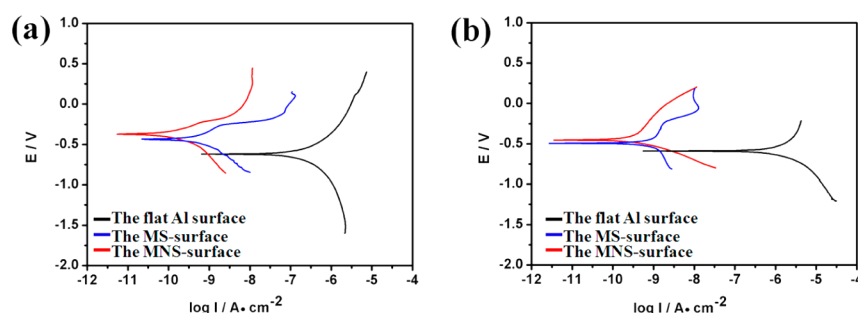 (a)
1.0
0.5
0.0
-0.5
-1.0
-1.5
-2.0
E / V
The flat Al surface
The MS-surface
The MNS-surface
-12 -11 -10 -9 -8 -7 -6 -5 -4
log I / A• cm-2
(b)
1.0
0.5
0.0
-0.5
-1.0
-1.5
-2.0
E / V
The flat Al surface
The MS-surface
The MNS-surface
-12 -11 -10 -9 -8 -7 -6 -5 -4
log I / A• cm-2